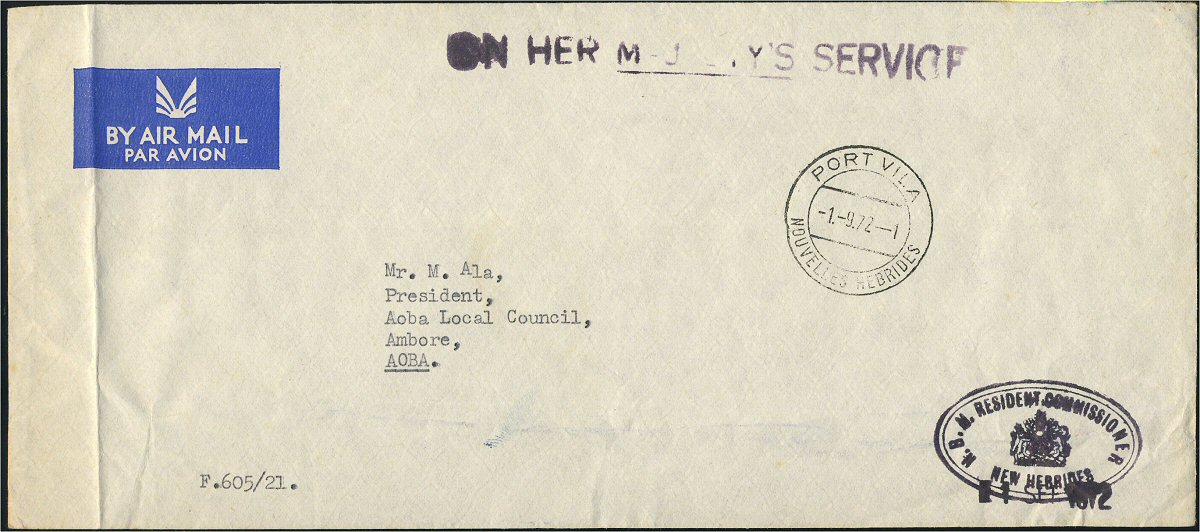 ON HER M-J Y'S SERVICE
BY AIR MAIL
PAR AVION
PORT VILA
-1.-9.72-1
NOUVELLES HEBRIDES
Mr. M. Ala,
President,
Aoba Local Council,
Ambore,
AOBA.
H.B.M. RESIDENT COMMISSIONER
NEW HEBRIDES
1972
F.605/21.